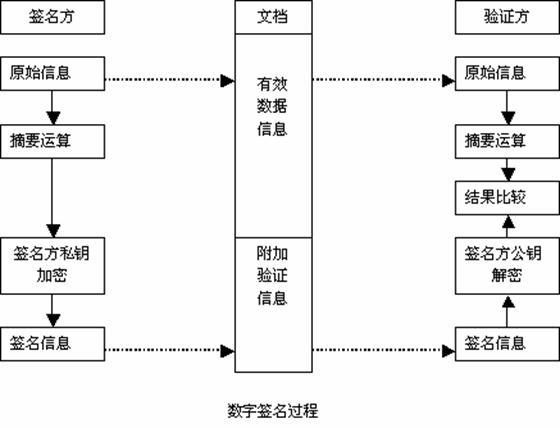 签名方
文档
验证方
原始信息
有效
数据
信息
原始信息
摘要运算
摘要运算
结果比较
签名方私钥
加密
附加
验证
信息
签名方公钥
解密
签名信息
签名信息
数字签名过程